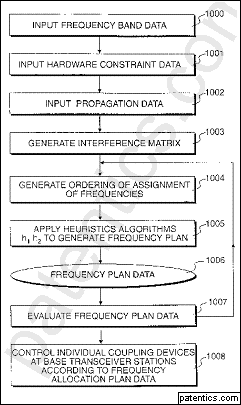 INPUT FREQUENCY BAND DATA
1000
INPUT HARDWARE CONSTRAINT DATA
1001
INPUT PROPAGATION DATA
1002
GENERATE INTERFERENCE MATRIX
1003
GENERATE ORDERING OF ASSIGNMENT
OF FREQUENCIES
1004
APPLY HEURISTICS ALGORITHMS
h1 h2 TO GENERATE FREQUENCY PLAN
1005
FREQUENCY PLAN DATA
1006
EVALUATE FREQUENCY PLAN DATA
1007
CONTROL INDIVIDUAL COUPLING DEVICES
AT BASE TRANSCEIVER STATIONS
ACCORDING TO FREQUENCY
ALLOCATION PLAN DATA
1008
patentics.com
patentics.com